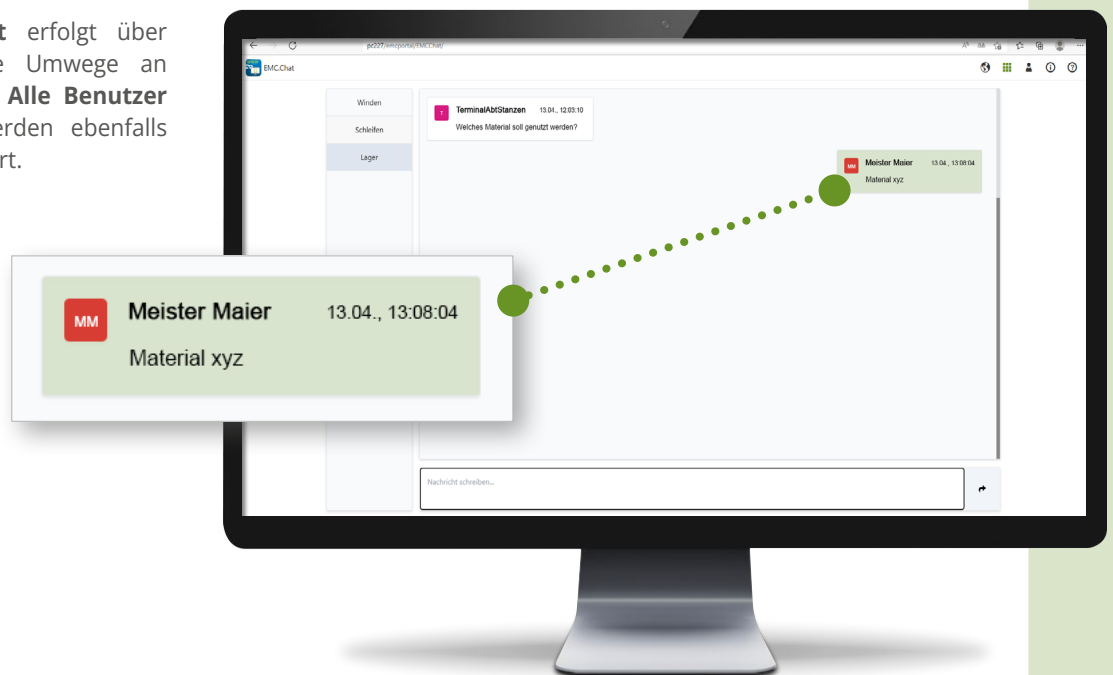 t erfolgt über
e Umwege an
Alle Benutzer
erden ebenfalls
rt.
pc227/emcportal/EMCChat/
EMC.Chat
Winden
Schleifen
Lager
T TerminalAbtStanzen 13.04., 12:03:10
Welches Material soll genutzt werden?
MM Meister Maier 13.04., 13:08:04
Material xyz
MM Meister Maier 13.04., 13:08:04
Material xyz
Nachricht schreiben...